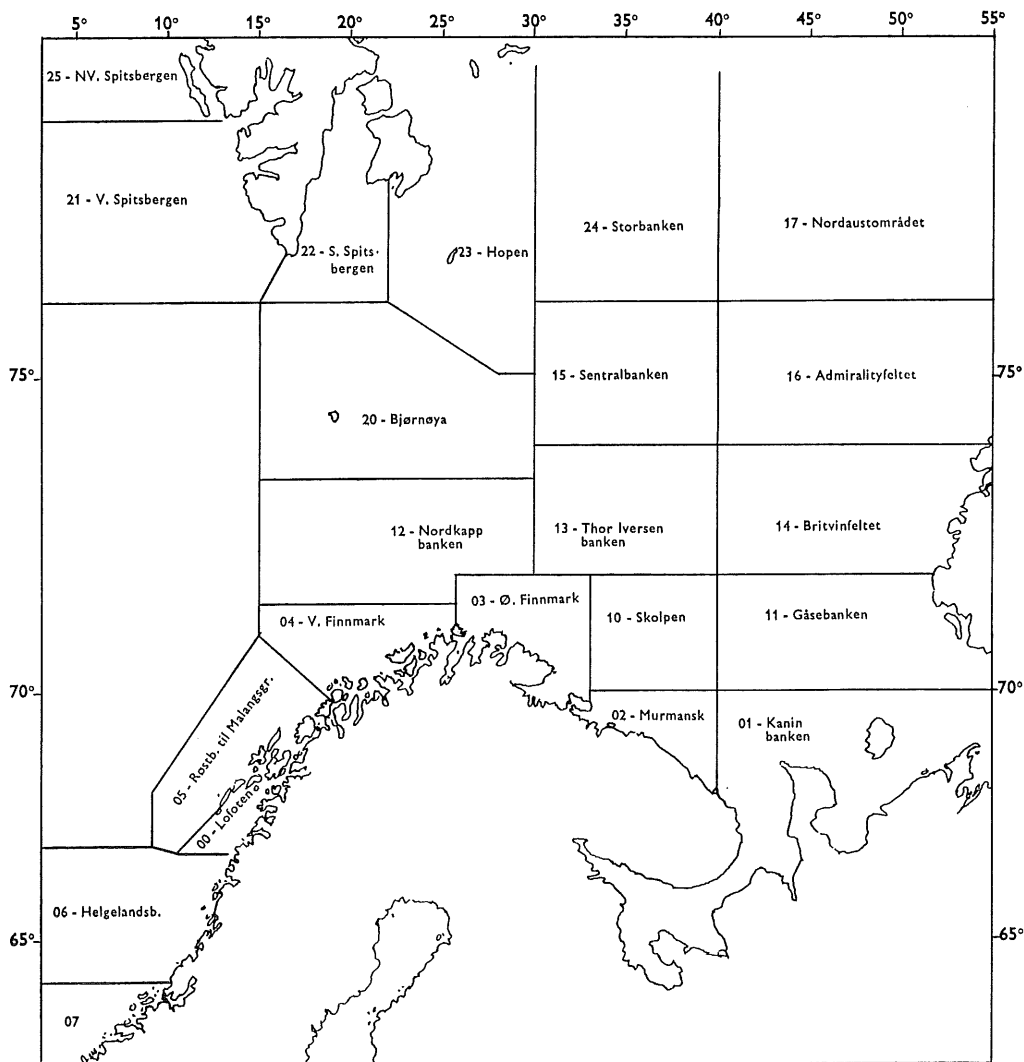 5° 10° 15° 20° 25° 30° 35° 40° 45° 50° 55°
25 - NV. Spitsbergen
21 - V. Spitsbergen
22 - S. Spits-
bergen
23 - Hopen
24 - Storbanken
17 - Nordaustområdet
75°
15 - Sentralbanken
16 - Admiralityfeltet
75°
20 - Bjørnøya
12 - Nordkapp
banken
13 - Thor Iversen
banken
14 - Britvinfeltet
04 - V. Finnmark
03 - Ø. Finnmark
10 - Skolpen
11 - Gåsebanken
70°
70°
05 - Røstb. til Malangsgr.
00 - Lofoten
02 - Murmansk
01 - Kanin
banken
06 - Helgelandsb.
65°
65°
07